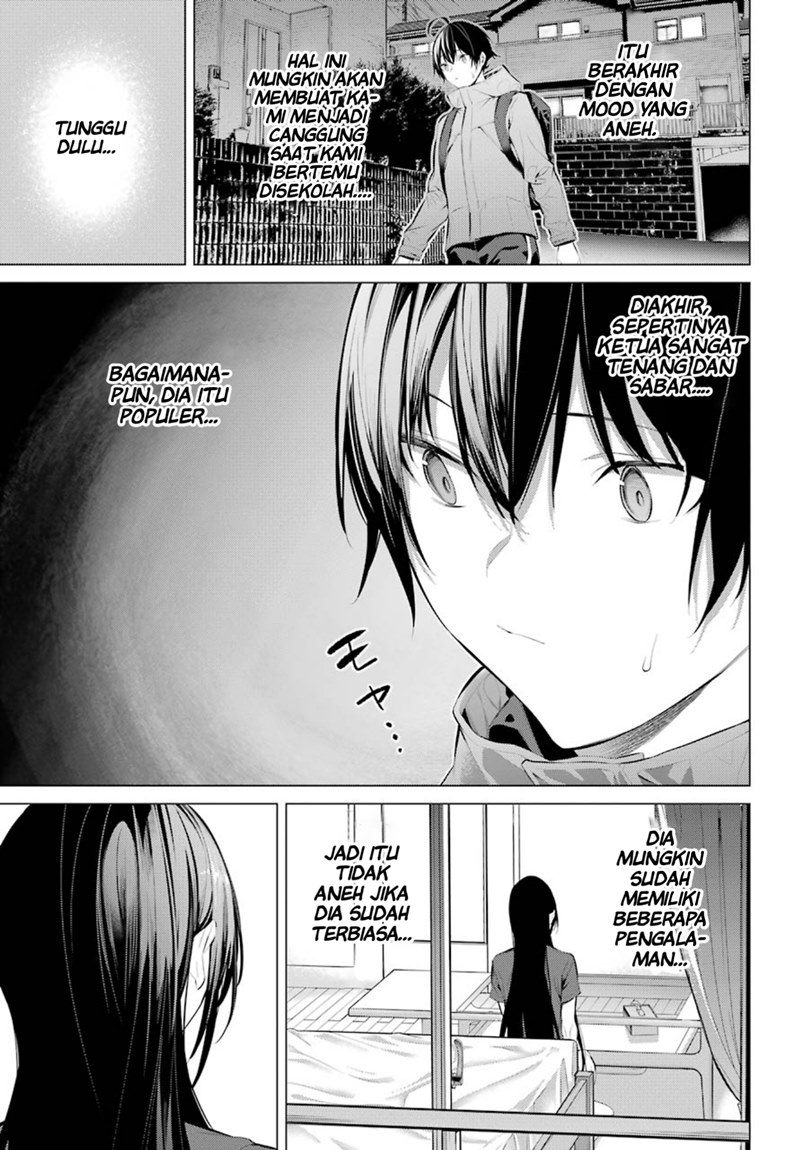 ITU
BERAKHIR
DENGAN
MOOD YANG
ANEH.
HAL INI
MUNGKIN AKAN
MEMBUAT KA-
MI MENJADI
CANGGUNG
SAAT KAMI
BERTEMU
DISEKOLAH....
TUNGGU
DULU...
DIAKHIR,
SEPERTINYA
KETUA SANGAT
TENANG DAN
SABAR....
BAGAIMANA-
PUN, DIA ITU
POPULER...
モヤ…
DIA
MUNGKIN
SUDAH
MEMILIKI
BEBERAPA
PENGALA-
MAN...
JADI ITU
TIDAK
ANEH JIKA
DIA SUDAH
TERBIASA...